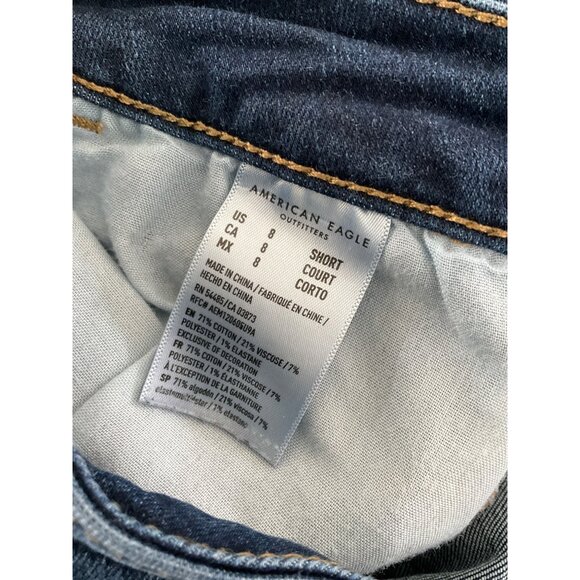 AMERICAN EAGLE
OUTFITTERS
US 8 SHORT
CA 8 COURT
MX 8 CORTO
MADE IN CHINA / FABRIQUÉ EN CHINE /
HECHO EN CHINA
RN 54485 / CA 03873
EN 71% COTTON / 21% VISCOSE / 7%
POLYESTER / 1% ELASTANE
EXCLUSIVE OF DECORATION
FR 71% COTON / 21% VISCOSE / 7%
POLYESTER / 1% ÉLASTHANNE
À L'EXCEPTION DE LA GARNITURE
SP 71% algodón / 21% viscosa / 7%
/ 1% elastano